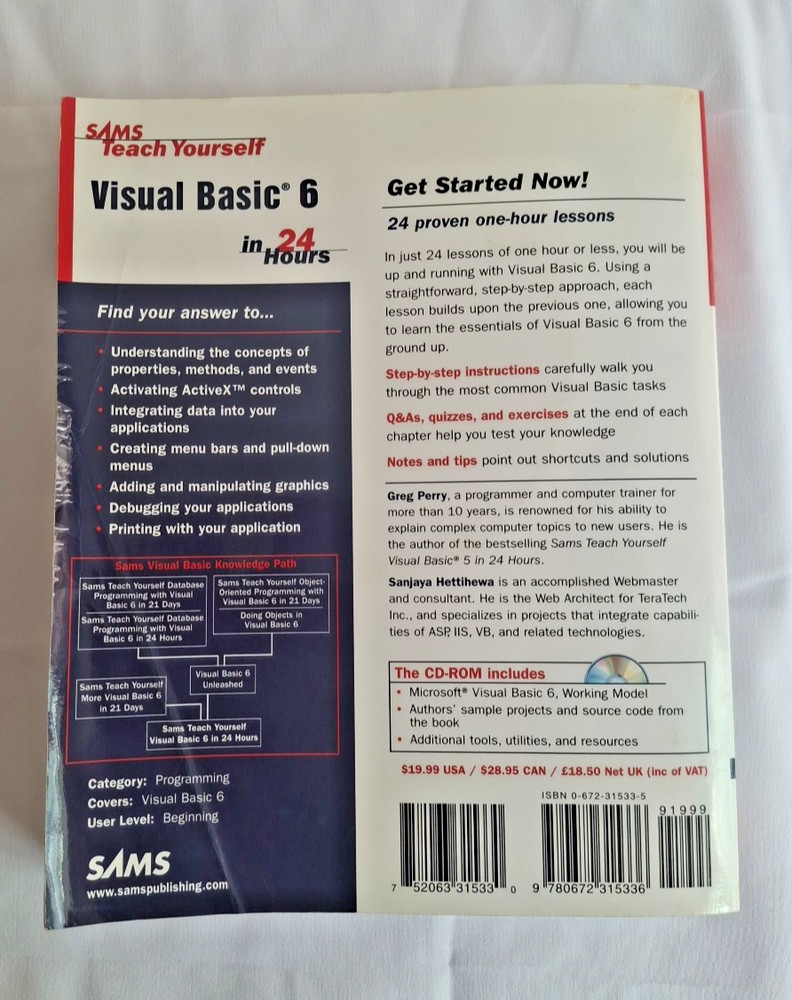 SAMS
Teach Yourself
Visual Basic® 6
in 24
Hours
Find your answer to...
• Understanding the concepts of
properties, methods, and events
• Activating ActiveX™ controls
• Integrating data into your
applications
• Creating menu bars and pull-down
menus
• Adding and manipulating graphics
• Debugging your applications
• Printing with your application
Sams Visual Basic Knowledge Path
Sams Teach Yourself Database
Programming with Visual
Basic 6 in 21 Days
Sams Teach Yourself Database
Programming with Visual
Basic 6 in 24 Hours
Sams Teach Yourself Object-
Oriented Programming with
Visual Basic 6 in 21 Days
Doing Objects in
Visual Basic 6
Visual Basic 6
Unleashed
Sams Teach Yourself
More Visual Basic 6
in 21 Days
Sams Teach Yourself
Visual Basic 6 in 24 Hours
Category: Programming
Covers: Visual Basic 6
User Level: Beginning
SAMS
www.samspublishing.com
Get Started Now!
24 proven one-hour lessons
In just 24 lessons of one hour or less, you will be
up and running with Visual Basic 6. Using a
straightforward, step-by-step approach, each
lesson builds upon the previous one, allowing you
to learn the essentials of Visual Basic 6 from the
ground up.
Step-by-step instructions carefully walk you
through the most common Visual Basic tasks
Q&As, quizzes, and exercises at the end of each
chapter help you test your knowledge
Notes and tips point out shortcuts and solutions
Greg Perry, a programmer and computer trainer for
more than 10 years, is renowned for his ability to
explain complex computer topics to new users. He is
the author of the bestselling Sams Teach Yourself
Visual Basic® 5 in 24 Hours.
Sanjaya Hettihewa is an accomplished Webmaster
and consultant. He is the Web Architect for TeraTech
Inc., and specializes in projects that integrate capabili-
ties of ASP, IIS, VB, and related technologies.
The CD-ROM includes
• Microsoft® Visual Basic 6, Working Model
• Authors' sample projects and source code from
the book
• Additional tools, utilities, and resources
$19.99 USA / $28.95 CAN / £18.50 Net UK (inc of VAT)
ISBN 0-672-31533-5
91999
7 52063 31533 0
9 780672 315336